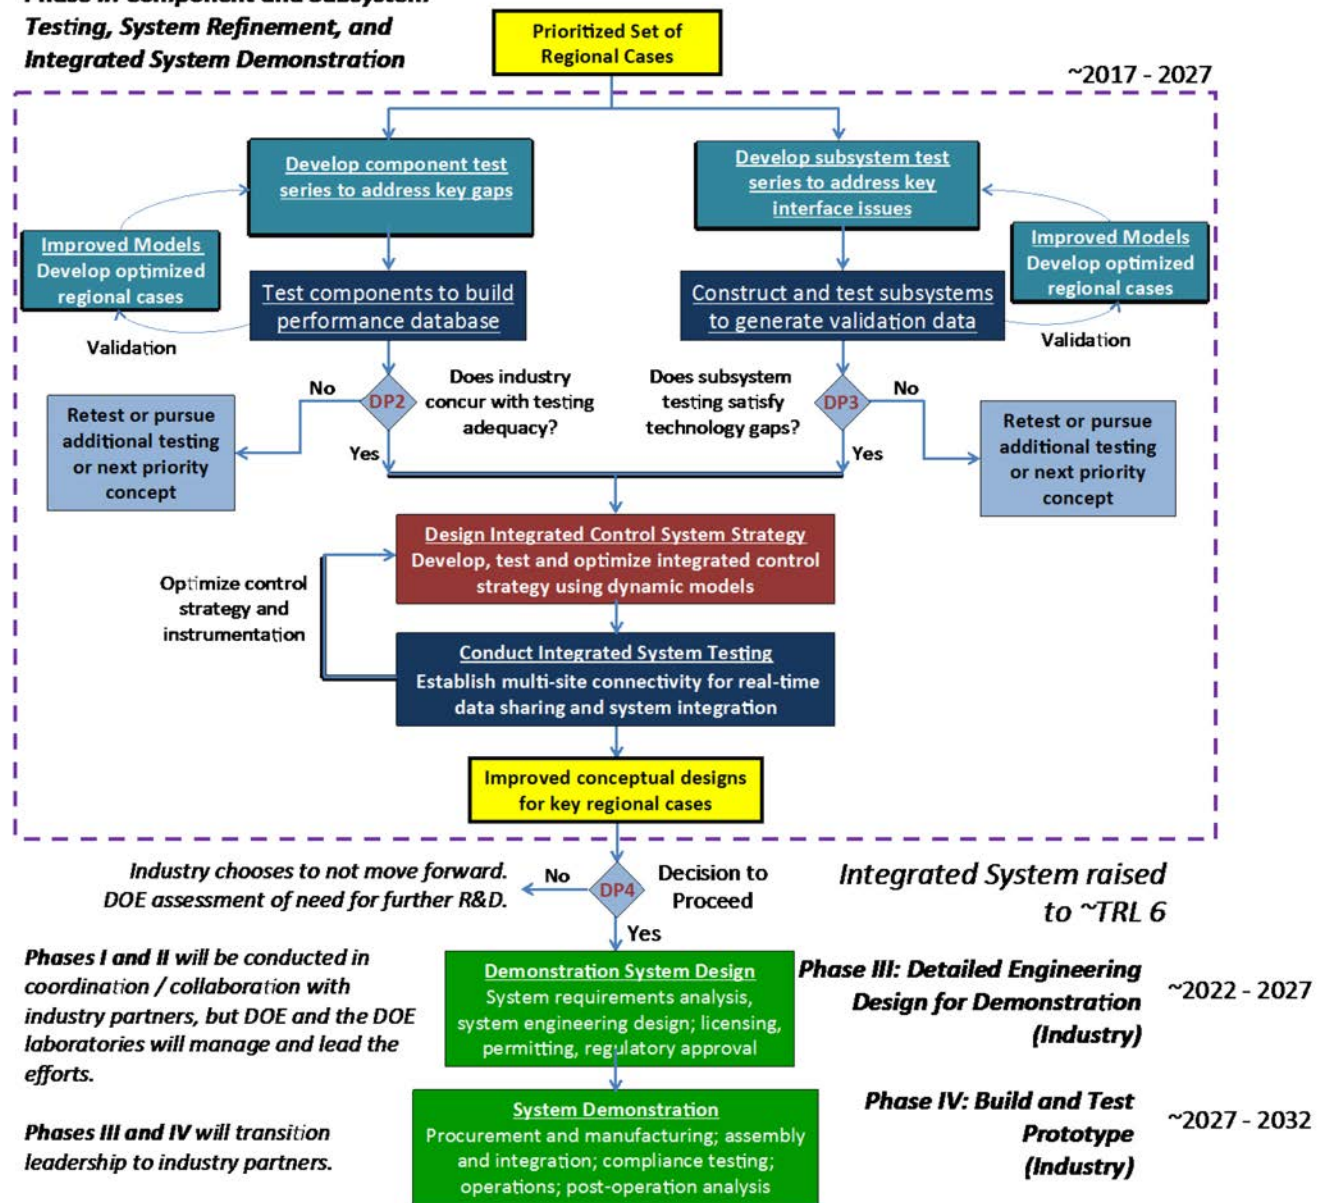 Testing, System Refinement, and
Integrated System Demonstration
Prioritized Set of
Regional Cases
~2017 - 2027
Develop component test
series to address key gaps
Develop subsystem test
series to address key
interface issues
Improved Models
Develop optimized
regional cases
Improved Models
Develop optimized
regional cases
Test components to build
performance database
Construct and test subsystems
to generate validation data
Validation
Validation
No
DP2
Does industry
concur with testing
adequacy?
Yes
Does subsystem
testing satisfy
technology gaps?
DP3
No
Yes
Retest or pursue
additional testing
or next priority
concept
Retest or pursue
additional testing
or next priority
concept
Design Integrated Control System Strategy
Develop, test and optimize integrated control
strategy using dynamic models
Optimize control
strategy and
instrumentation
Conduct Integrated System Testing
Establish multi-site connectivity for real-time
data sharing and system integration
Improved conceptual designs
for key regional cases
Industry chooses to not move forward.
DOE assessment of need for further R&D.
No
DP4
Decision to
Proceed
Yes
Integrated System raised
to ~TRL 6
Phases I and II will be conducted in
coordination / collaboration with
industry partners, but DOE and the DOE
laboratories will manage and lead the
efforts.
Demonstration System Design
System requirements analysis,
system engineering design; licensing,
permitting, regulatory approval
Phase III: Detailed Engineering
Design for Demonstration
(Industry)
~2022 - 2027
Phases III and IV will transition
leadership to industry partners.
System Demonstration
Procurement and manufacturing; assembly
and integration; compliance testing;
operations; post-operation analysis
Phase IV: Build and Test
Prototype
(Industry)
~2027 - 2032